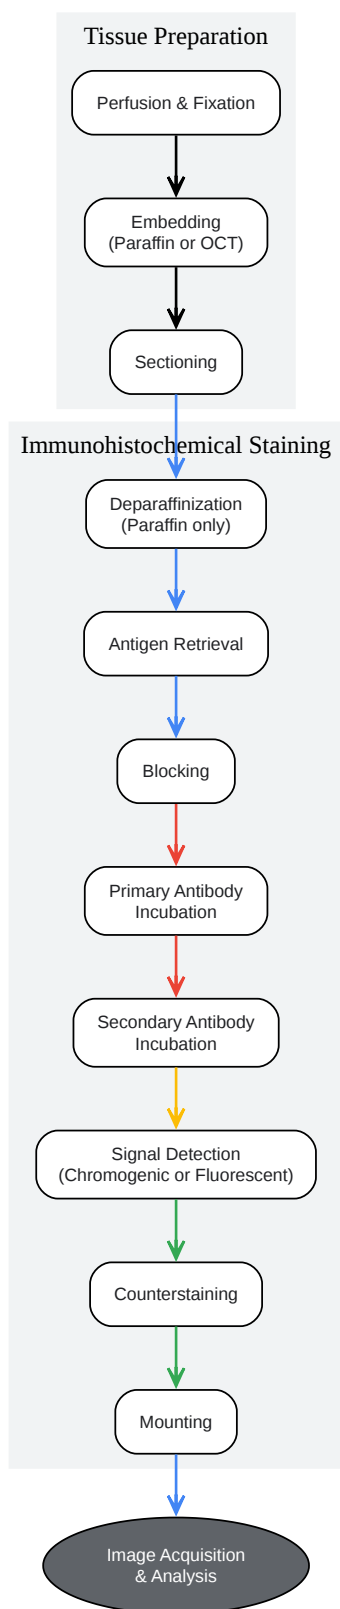 Tissue Preparation
Perfusion & Fixation
Embedding
(Paraffin or OCT)
Sectioning
Immunohistochemical Staining
Deparaffinization
(Paraffin only)
Antigen Retrieval
Blocking
Primary Antibody
Incubation
Secondary Antibody
Incubation
Signal Detection
(Chromogenic or Fluorescent)
Counterstaining
Mounting
Image Acquisition
& Analysis